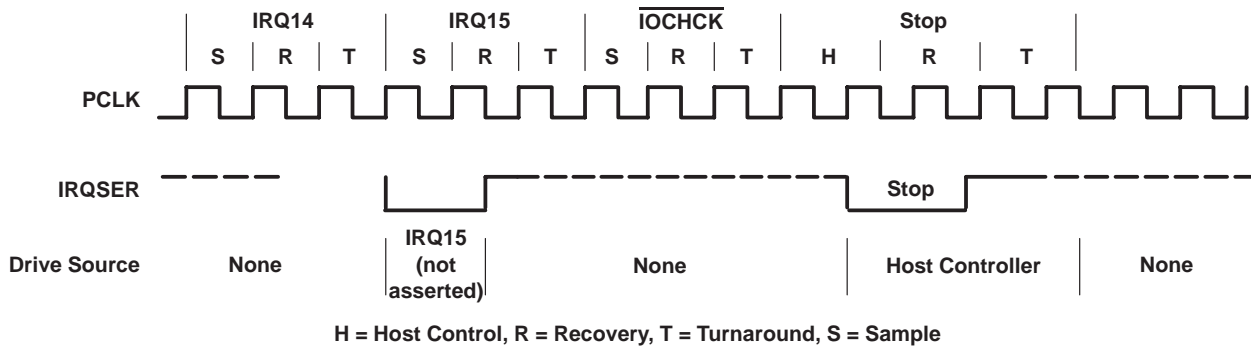 IRQ14 IRQ15 IOCHCK Stop
S R T S R T S R T H R T
PCLK
IRQSER Stop
Drive Source None IRQ15 (not asserted) None Host Controller None
H = Host Control, R = Recovery, T = Turnaround, S = Sample